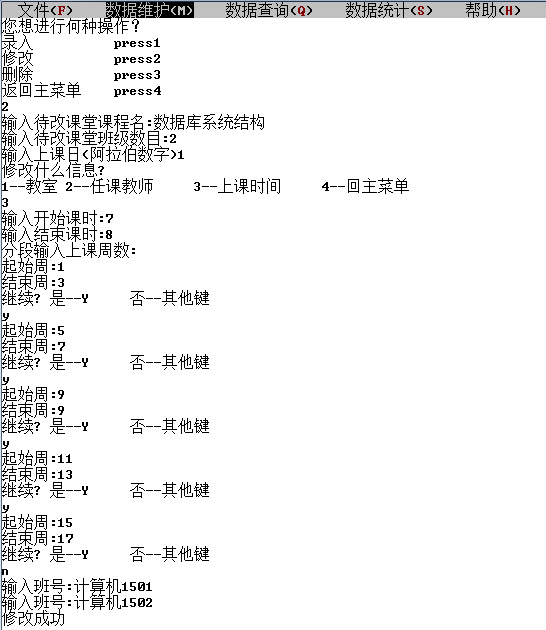 文件(F) 数据维护(M) 数据查询(Q) 数据统计(S) 帮助(H)
您想进行何种操作？
录入 press1
修改 press2
删除 press3
返回主菜单 press4
2
输入待改课堂课程名:数据库系统结构
输入待改课堂班级数目:2
输入上课日(阿拉伯数字)1
修改什么信息?
1--教室 2--任课教师 3--上课时间 4--回主菜单
3
输入开始课时:7
输入结束课时:8
分段输入上课周数:
起始周:1
结束周:3
继续? 是--Y 否--其他键
y
起始周:5
结束周:7
继续? 是--Y 否--其他键
y
起始周:9
结束周:9
继续? 是--Y 否--其他键
y
起始周:11
结束周:13
继续? 是--Y 否--其他键
y
起始周:15
结束周:17
继续? 是--Y 否--其他键
n
输入班号:计算机1501
输入班号:计算机1502
修改成功